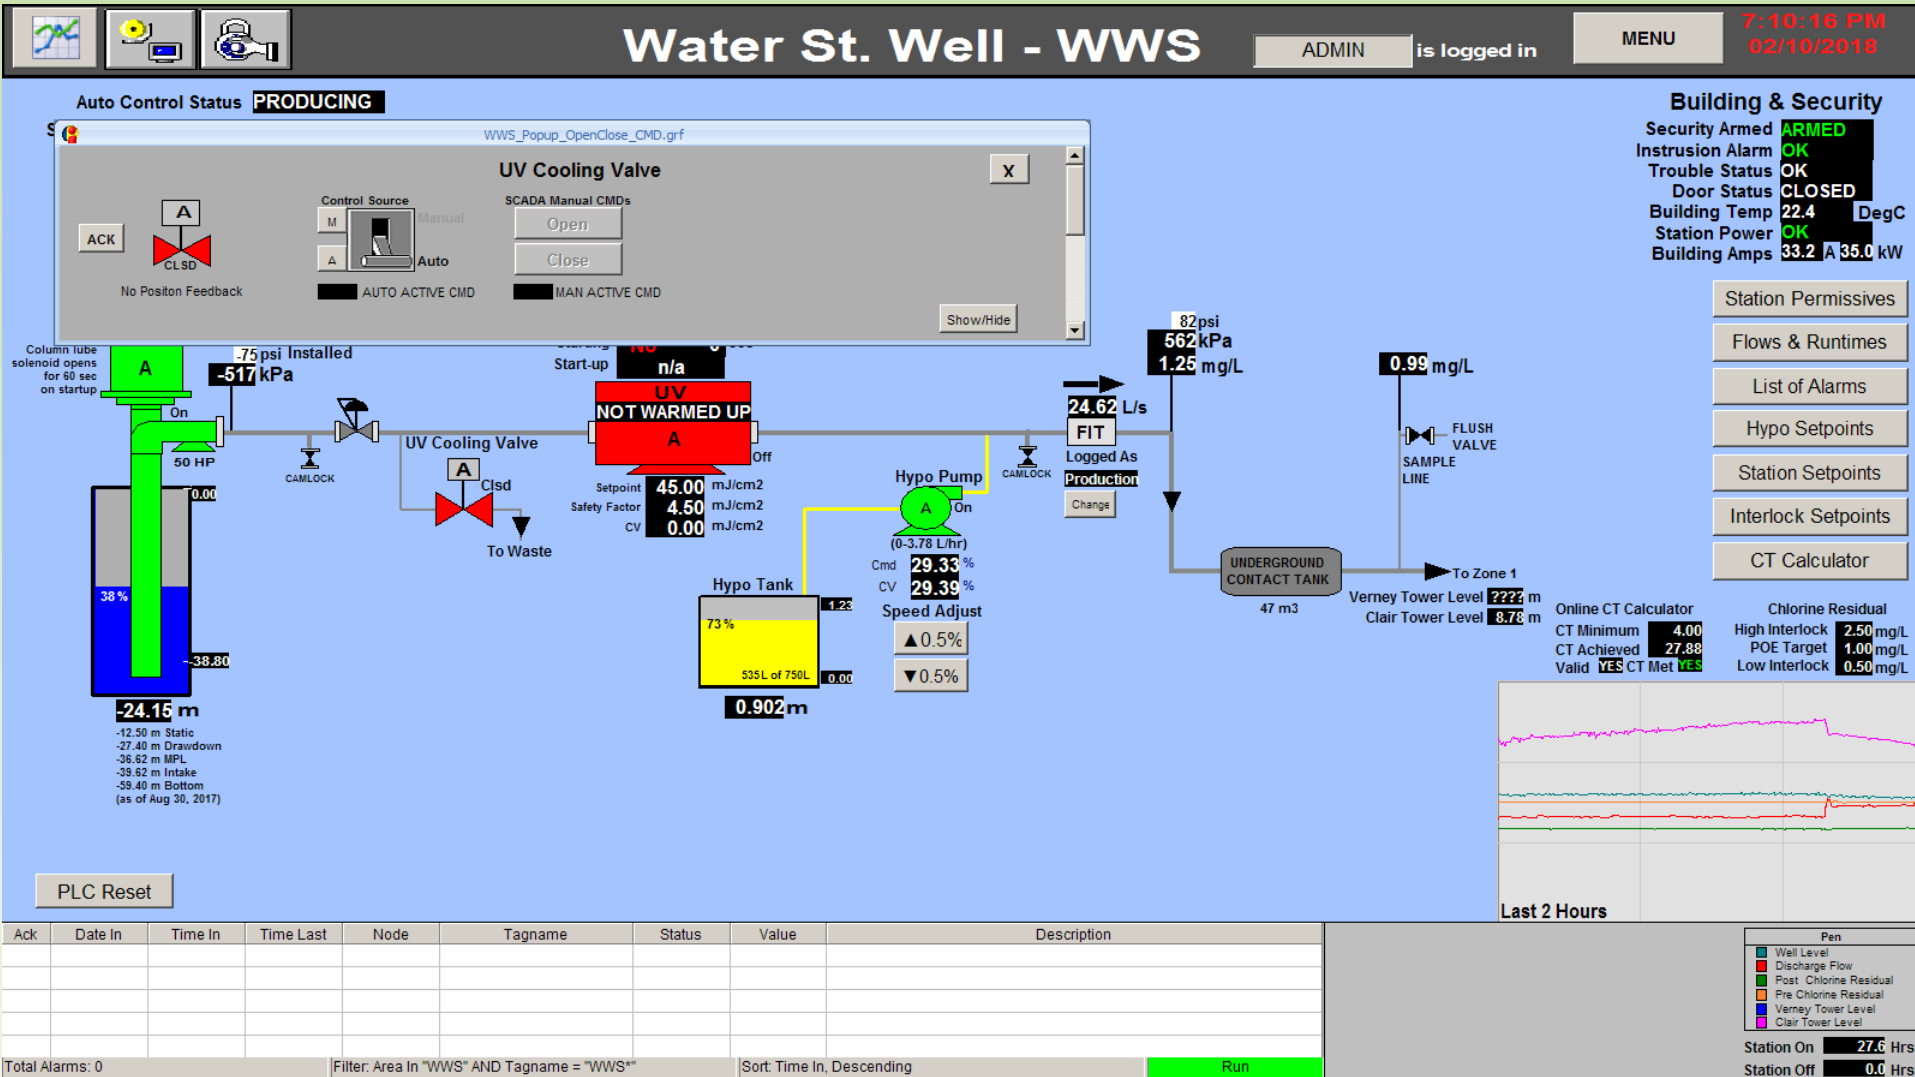 Water St. Well - WWS
ADMIN
is logged in
MENU
7:10:16 PM
02/10/2018
Auto Control Status PRODUCING
WWS_Popup_OpenClose_CMD.grf
UV Cooling Valve
X
ACK
A
CLSD
No Positon Feedback
Control Source
M
Manual
A
Auto
AUTO ACTIVE CMD
SCADA Manual CMDs
Open
Close
MAN ACTIVE CMD
Show/Hide
Building & Security
Security Armed ARMED
Instrusion Alarm OK
Trouble Status OK
Door Status CLOSED
Building Temp 22.4 DegC
Station Power OK
Building Amps 33.2 A 35.0 kW
Station Permissives
Flows & Runtimes
List of Alarms
Hypo Setpoints
Station Setpoints
Interlock Setpoints
CT Calculator
Column lube
solenoid opens
for 60 sec
on startup
A
On
50 HP
-75 psi Installed
-517 kPa
CAMLOCK
UV Cooling Valve
A
Clsd
To Waste
Start-up n/a
UV
NOT WARMED UP
A
Off
Setpoint 45.00 mJ/cm2
Safety Factor 4.50 mJ/cm2
CV 0.00 mJ/cm2
Hypo Pump
A
On
(0-3.78 L/hr)
Cmd 29.33 %
CV 29.39 %
Speed Adjust
▲0.5%
▼0.5%
Hypo Tank
1.23
73 %
535L of 750L
0.00
0.902 m
CAMLOCK
24.62 L/s
FIT
Logged As
Production
Change
82 psi
562 kPa
1.25 mg/L
0.99 mg/L
FLUSH
VALVE
SAMPLE
LINE
UNDERGROUND
CONTACT TANK
47 m3
To Zone 1
Verney Tower Level ???? m
Clair Tower Level 8.78 m
Online CT Calculator
CT Minimum 4.00
CT Achieved 27.88
Valid YES CT Met YES
Chlorine Residual
High Interlock 2.50 mg/L
POE Target 1.00 mg/L
Low Interlock 0.50 mg/L
0.00
38 %
-38.80
-24.15 m
-12.50 m Static
-27.40 m Drawdown
-36.62 m MPL
-39.62 m Intake
-59.40 m Bottom
(as of Aug 30, 2017)
PLC Reset
Last 2 Hours
Ack Date In Time In Time Last Node Tagname Status Value Description
Total Alarms: 0
Filter: Area In "WWS" AND Tagname = "WWS*"
Sort: Time In, Descending
Run
Pen
Well Level
Discharge Flow
Post Chlorine Residual
Pre Chlorine Residual
Verney Tower Level
Clair Tower Level
Station On 27.6 Hrs
Station Off 0.0 Hrs